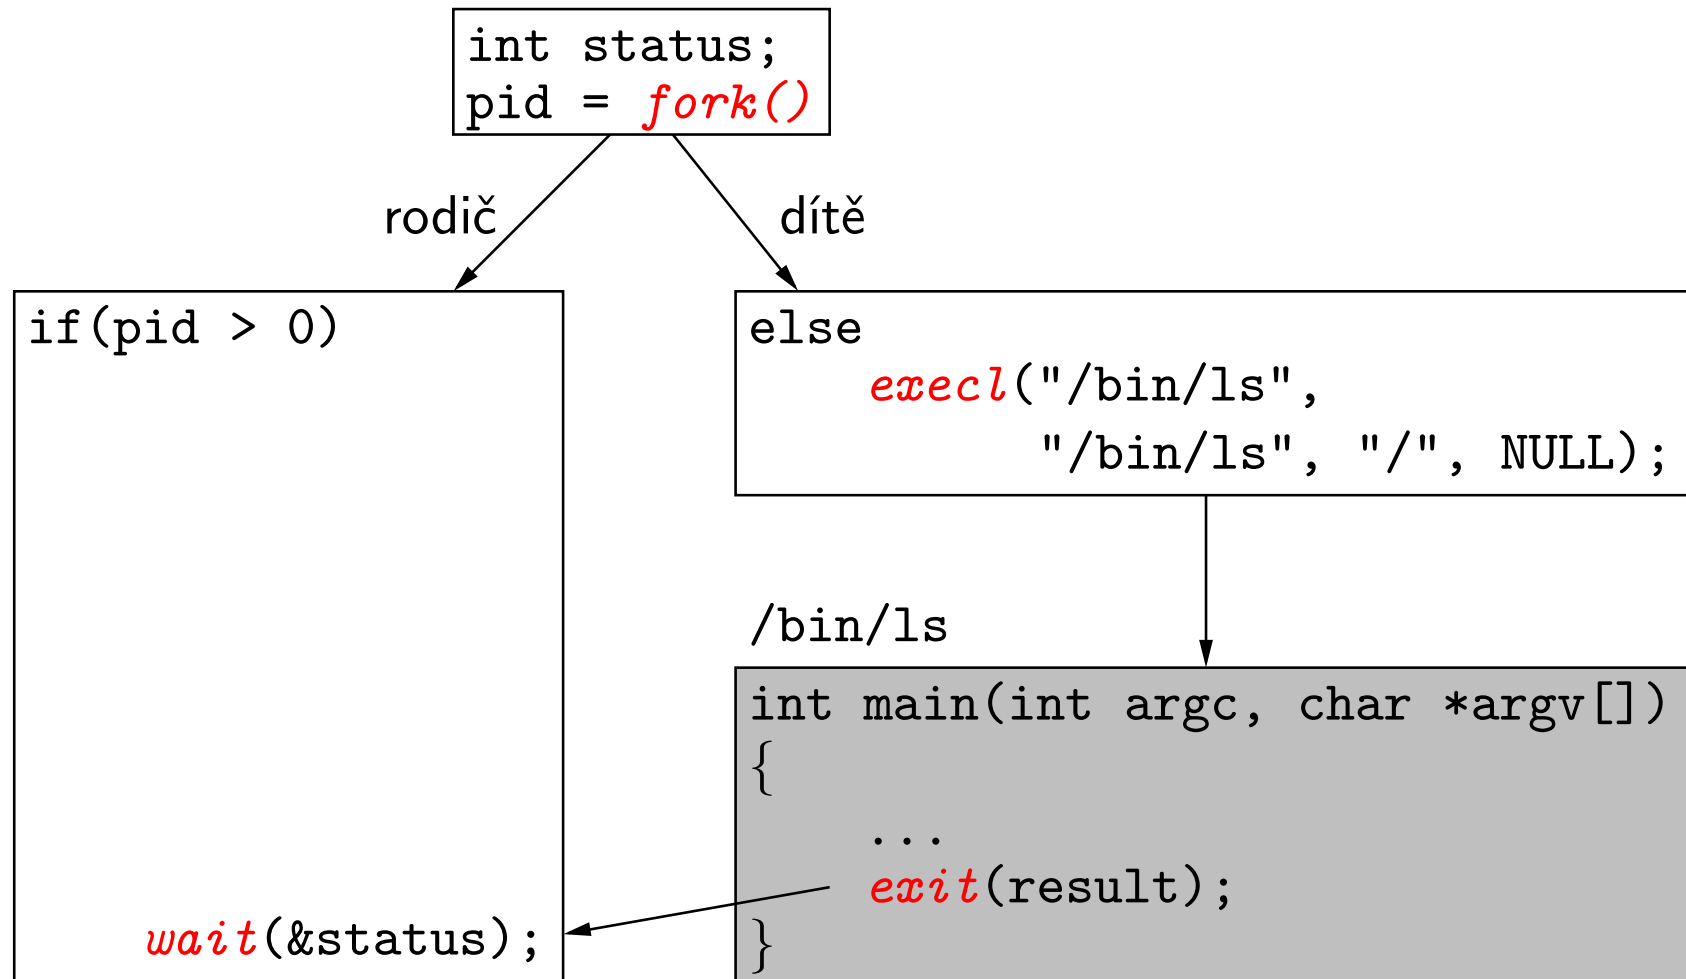 int status;
pid = fork()
rodič
dítě
if(pid > 0)
wait(&status);
else
execl("/bin/ls",
"/bin/ls", "/", NULL);
/bin/ls
int main(int argc, char *argv[])
{
...
exit(result);
}